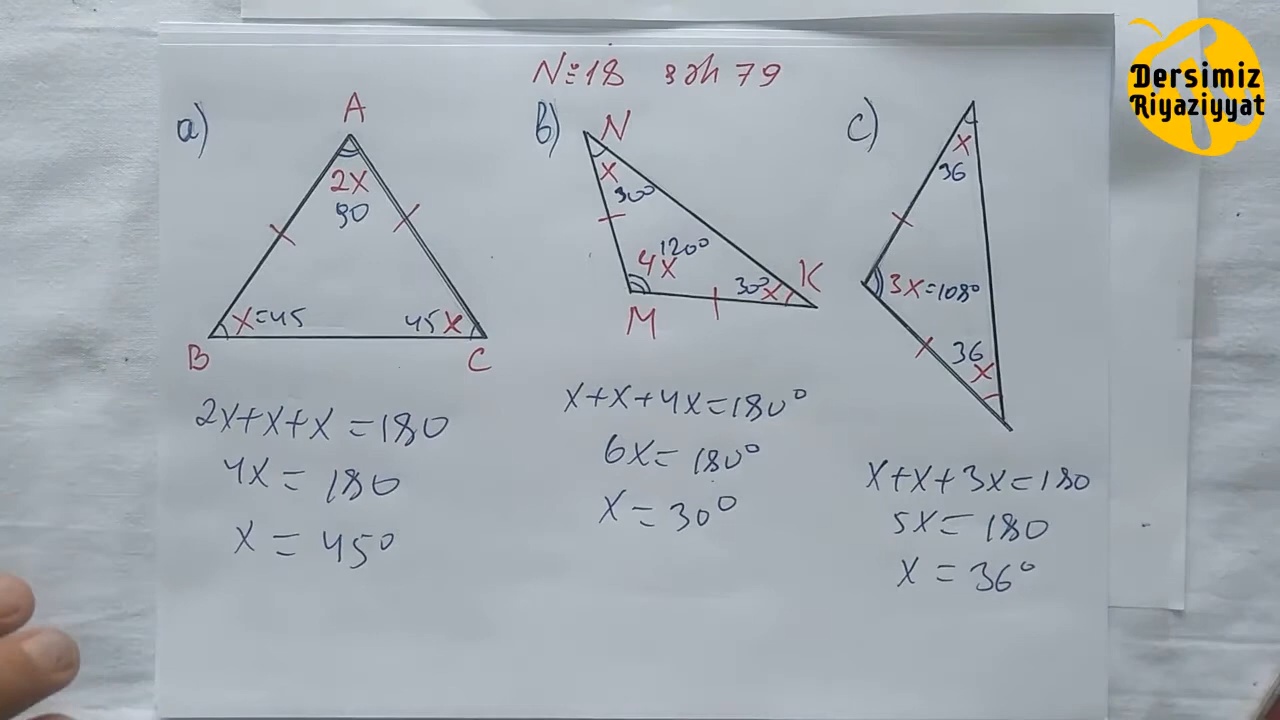 Dersimiz
Riyaziyyat
№18 səh 79
a)
A
2x
90
x=45
45x
B
C
2x+x+x=180
4x=180
x=45°
b)
N
x
30°
120°
4x
30°x
K
M
x+x+4x=180°
6x=180°
x=30°
c)
x
36
3x=108°
36
x
x+x+3x=180
5x=180
x=36°